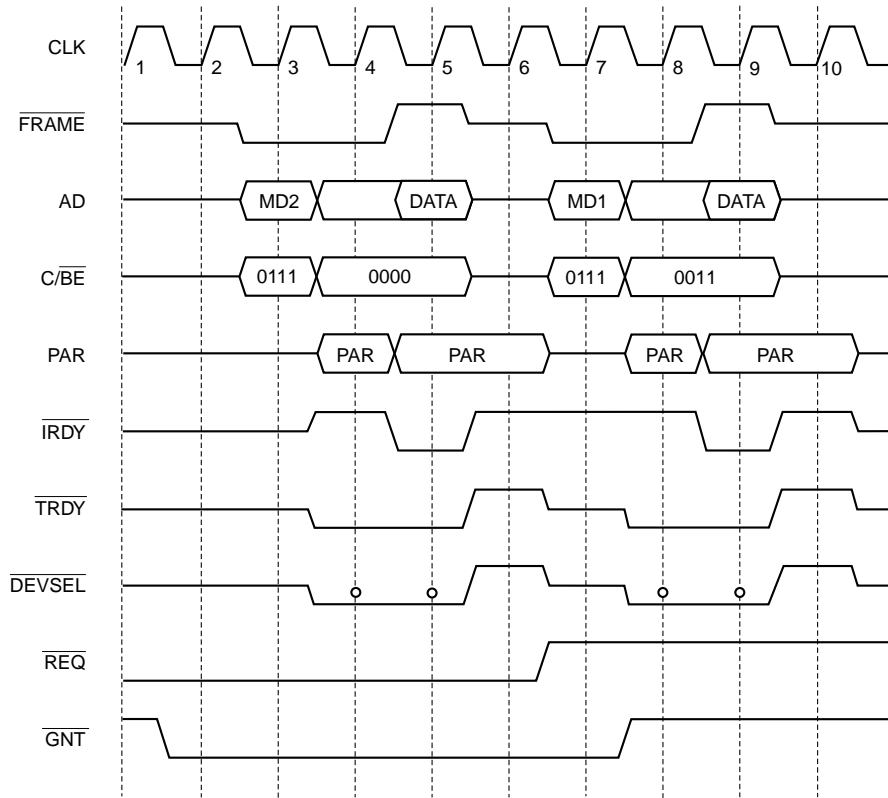 CLK
1 2 3 4 5 6 7 8 9 10
FRAME
AD MD2 DATA MD1 DATA
C/BE 0111 0000 0111 0011
PAR PAR PAR PAR PAR
IRDY
TRDY
DEVSEL
REQ
GNT